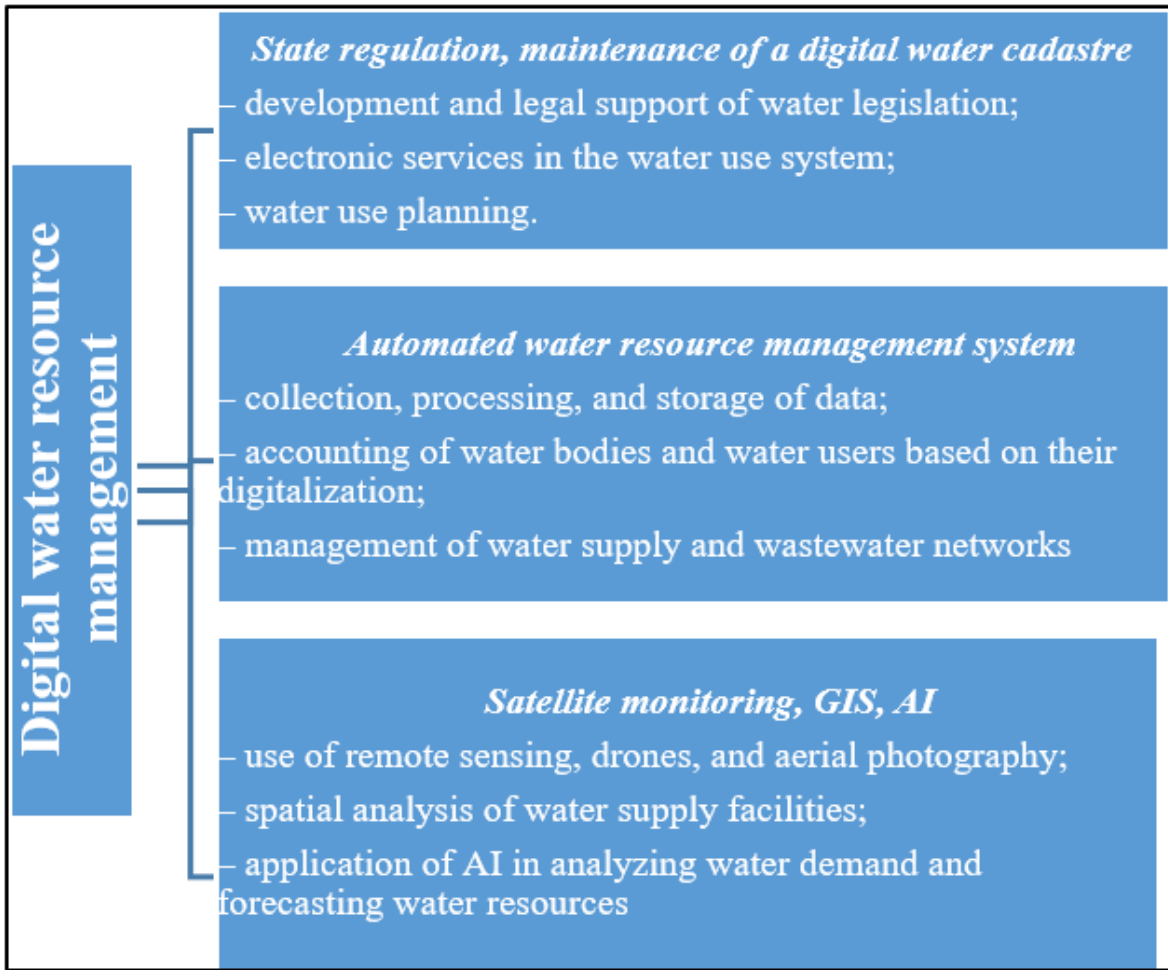 Digital water resource
management
State regulation, maintenance of a digital water cadastre
– development and legal support of water legislation;
– electronic services in the water use system;
– water use planning.
Automated water resource management system
– collection, processing, and storage of data;
– accounting of water bodies and water users based on their
digitalization;
– management of water supply and wastewater networks
Satellite monitoring, GIS, AI
– use of remote sensing, drones, and aerial photography;
– spatial analysis of water supply facilities;
– application of AI in analyzing water demand and
forecasting water resources